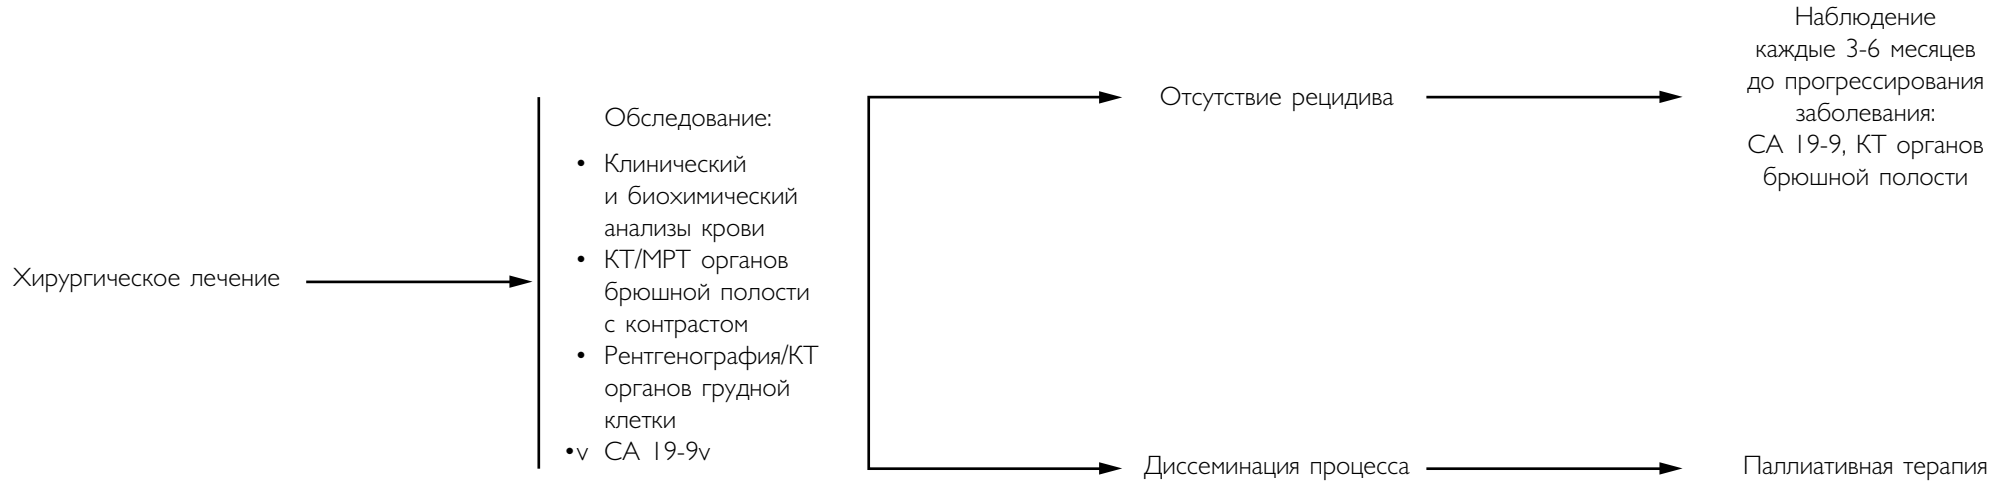 Хирургическое лечение
Обследование:
• Клинический
и биохимический
анализы крови
• КТ/МРТ органов
брюшной полости
с контрастом
• Рентгенография/КТ
органов грудной
клетки
•v СА 19-9v
Отсутствие рецидива
Наблюдение
каждые 3-6 месяцев
до прогрессирования
заболевания:
СА 19-9, КТ органов
брюшной полости
Диссеминация процесса
Паллиативная терапия